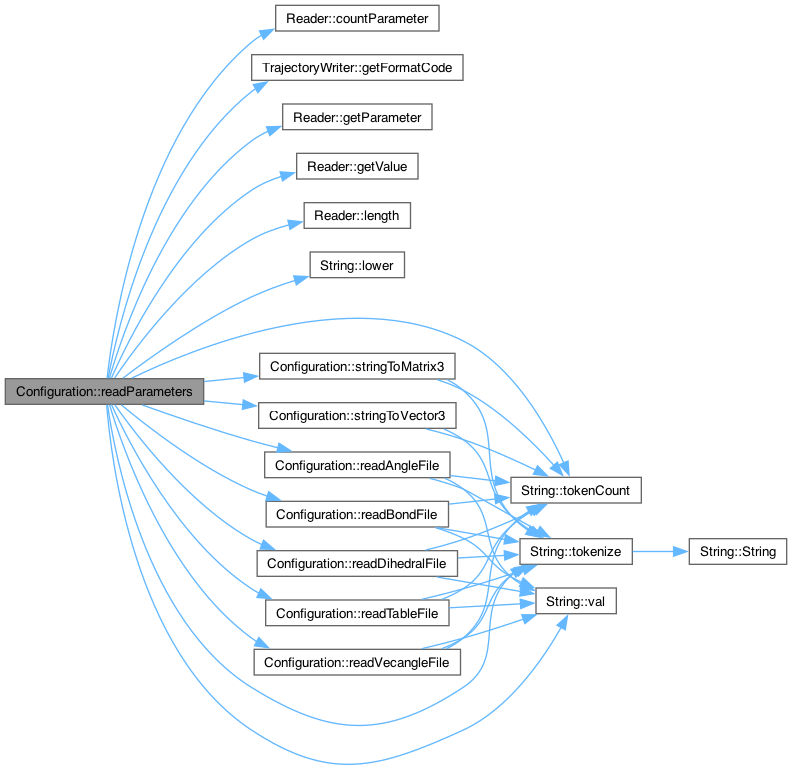 Reader::countParameter
TrajectoryWriter::getFormatCode
Reader::getParameter
Reader::getValue
Reader::length
String::lower
Configuration::stringToMatrix3
Configuration::readParameters
Configuration::stringToVector3
Configuration::readAngleFile
String::tokenCount
Configuration::readBondFile
String::tokenize
String::String
Configuration::readDihedralFile
String::val
Configuration::readTableFile
Configuration::readVecangleFile